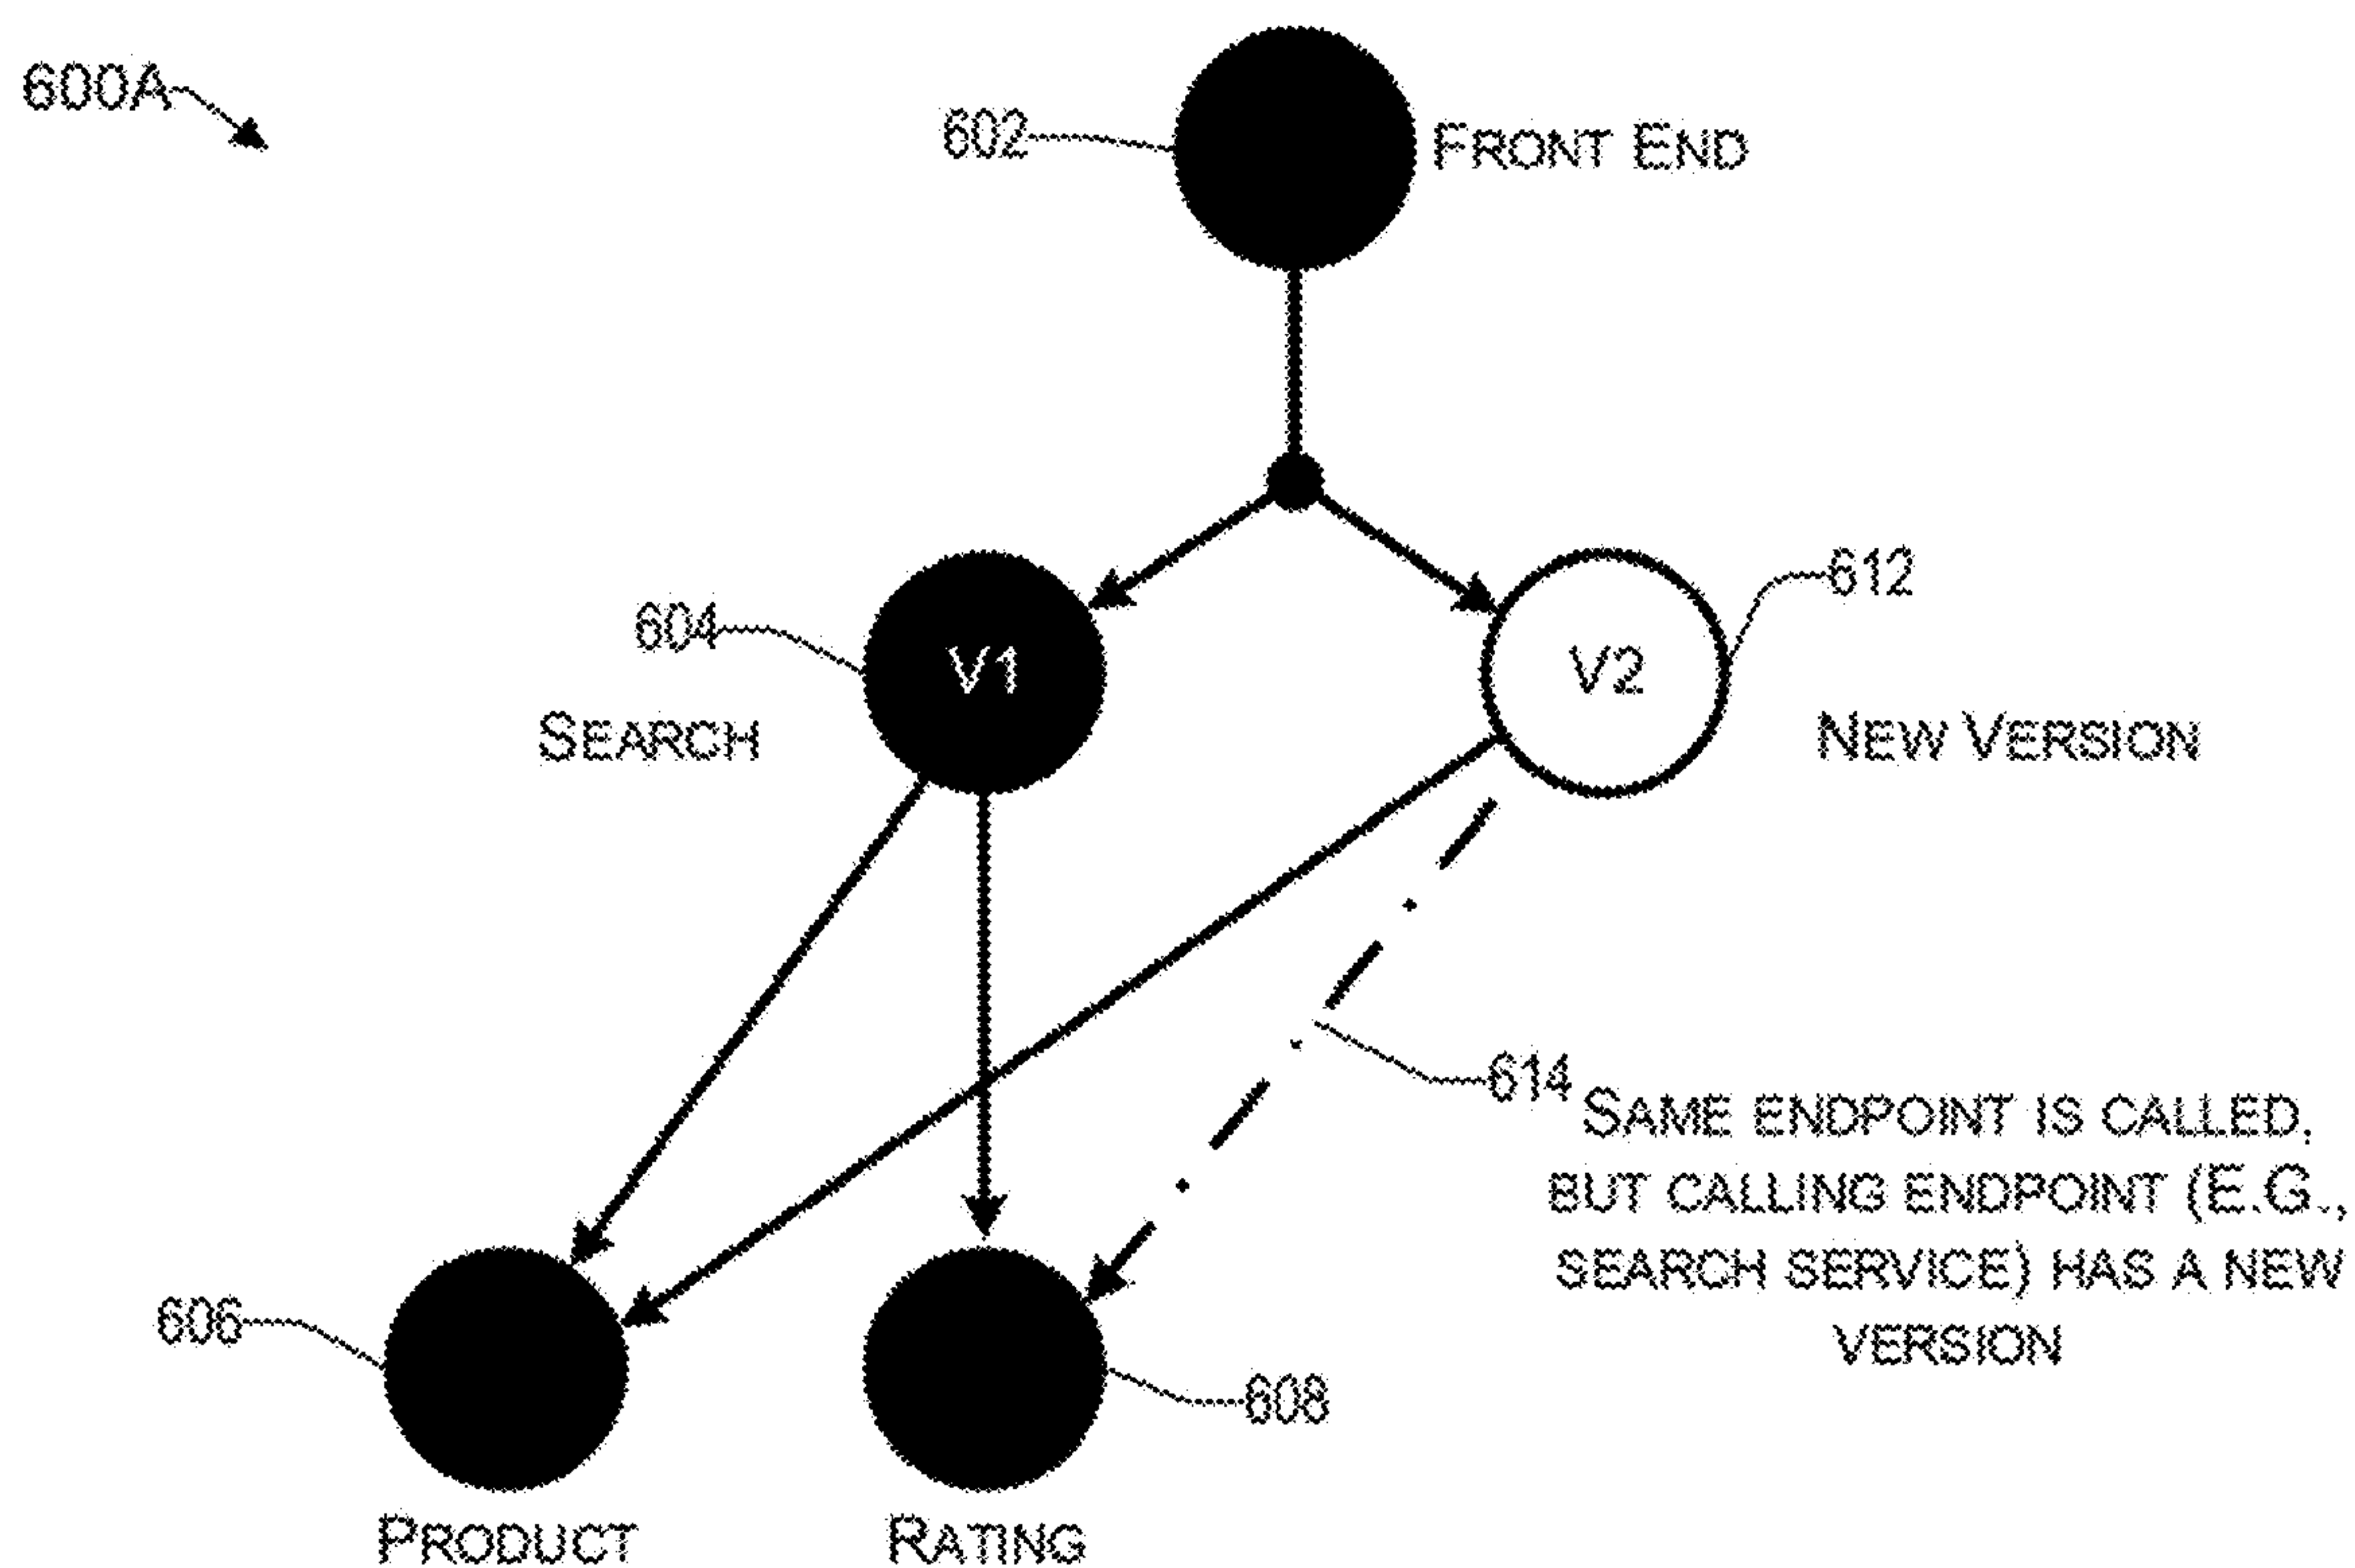 600A
602
FRONT END
604
V1
SEARCH
V2
612
NEW VERSION
614
SAME ENDPOINT IS CALLED,
BUT CALLING ENDPOINT (E.G.,
SEARCH SERVICE) HAS A NEW
VERSION
606
608
PRODUCT
RATING